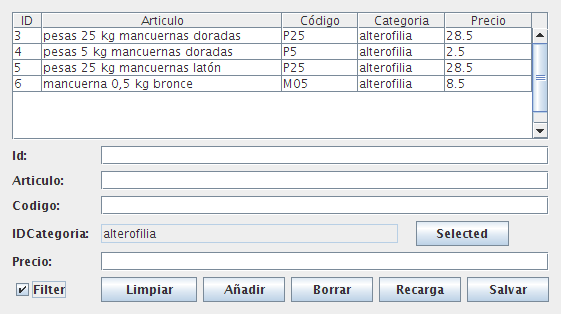 ID Articulo Código Categoria Precio
3 pesas 25 kg mancuernas doradas P25 alterofilia 28.5
4 pesas 5 kg mancuernas doradas P5 alterofilia 2.5
5 pesas 25 kg mancuernas latón P25 alterofilia 28.5
6 mancuerna 0,5 kg bronce M05 alterofilia 8.5
Id:
Articulo:
Codigo:
IDCategoria: alterofilia Selected
Precio:
Filter Limpiar Añadir Borrar Recarga Salvar